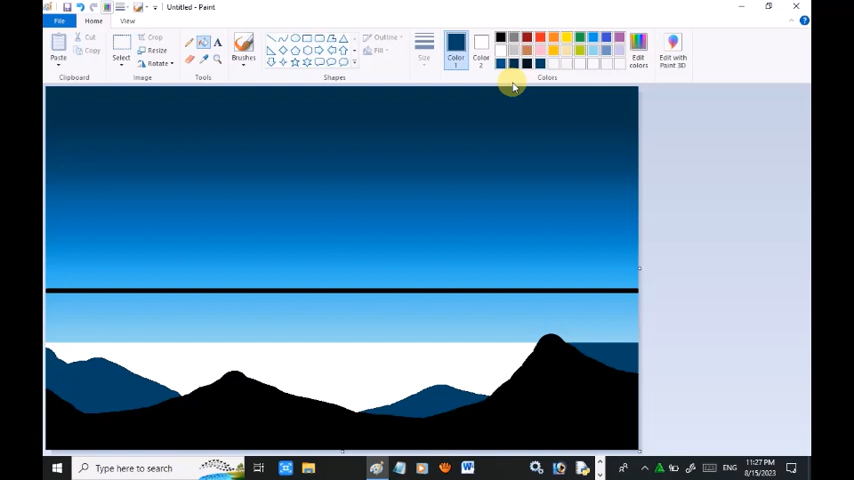 Untitled - Paint
File Home View
Paste
Cut
Copy
Clipboard
Select
Crop
Resize
Rotate
Image
A
Tools
Brushes
Outline
Fill
Shapes
Size
Color
1
Color
2
Colors
Edit
colors
Edit with
Paint 3D
Type here to search
W
ENG
11:27 PM
8/15/2023